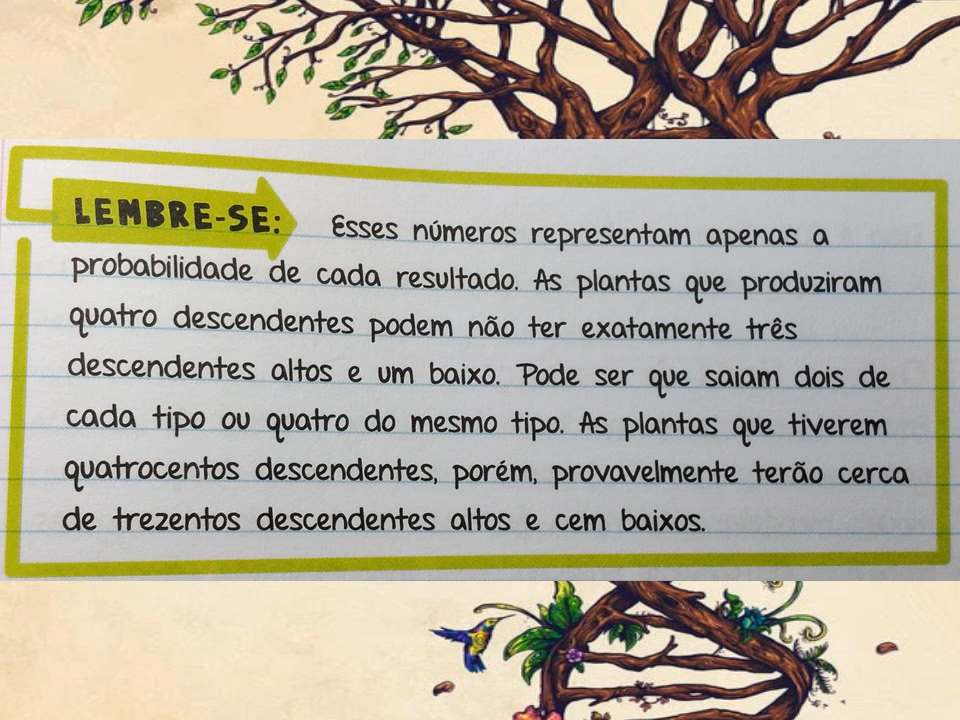 LEMBRE-SE: Esses números representam apenas a
probabilidade de cada resultado. As plantas que produziram
quatro descendentes podem não ter exatamente três
descendentes altos e um baixo. Pode ser que saiam dois de
cada tipo ou quatro do mesmo tipo. As plantas que tiverem
quatrocentos descendentes, porém, provavelmente terão cerca
de trezentos descendentes altos e cem baixos.